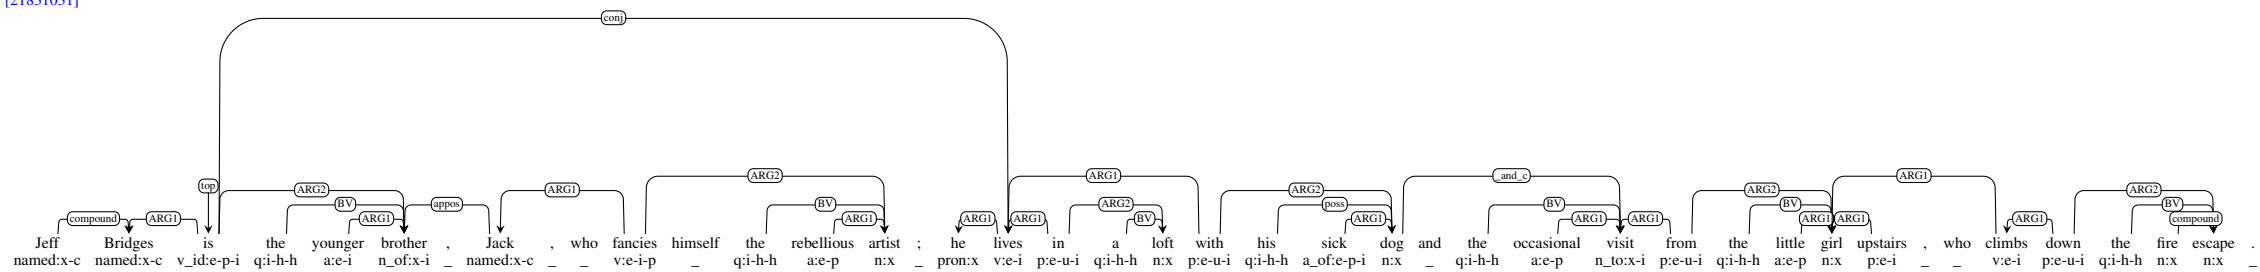 [21831031]
conj
ARG1 ARG2 _and_c ARG1
top ARG2 ARG1 ARG2 ARG2 ARG2 ARG2
BV appos BV ARG2 poss BV BV BV
compound ARG1 ARG1 ARG1 ARG1 ARG1 BV ARG1 ARG1 ARG1 ARG1 ARG1 ARG1 compound
Jeff Bridges is the younger brother , Jack , who fancies himself the rebellious artist ; he lives in a loft with his sick dog and the occasional visit from the little girl upstairs , who climbs down the fire escape .
named:x-c named:x-c v_id:e-p-i q:i-h-h a:e-i n_of:x-i _ named:x-c _ _ v:e-i-p _ q:i-h-h a:e-p n:x _ pron:x v:e-i p:e-u-i q:i-h-h n:x p:e-u-i q:i-h-h a_of:e-p-i n:x _ q:i-h-h a:e-p n_to:x-i p:e-u-i q:i-h-h a:e-p n:x p:e-i _ _ v:e-i p:e-u-i q:i-h-h n:x n:x _